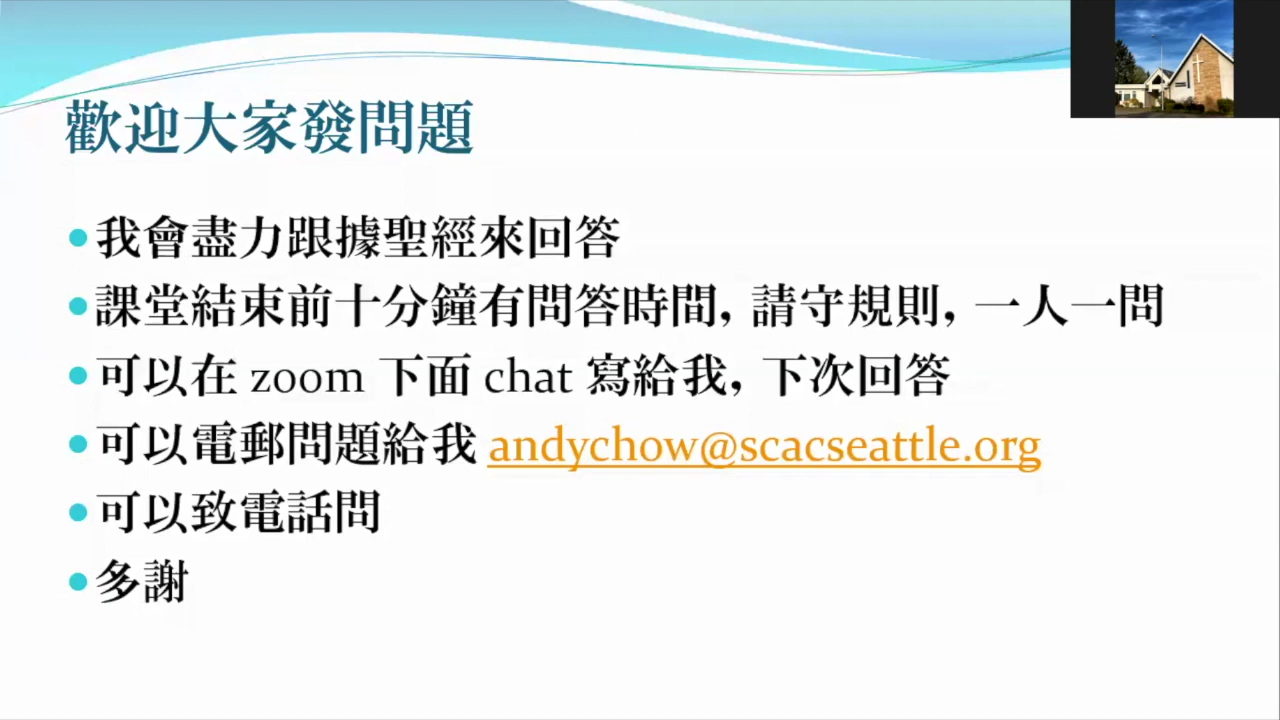 歡迎大家發問題
我會盡力跟據聖經來回答
課堂結束前十分鐘有問答時間, 請守規則, 一人一問
可以在 zoom 下面 chat 寫給我, 下次回答
可以電郵問題給我 andychow@scacseattle.org
可以致電話問
多謝